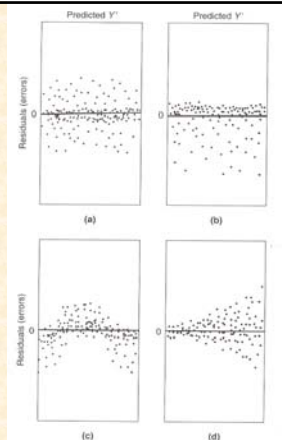 Predicted Y' Predicted Y'
Residuals (errors)
0 0
(a) (b)
Residuals (errors)
0 0
(c) (d)